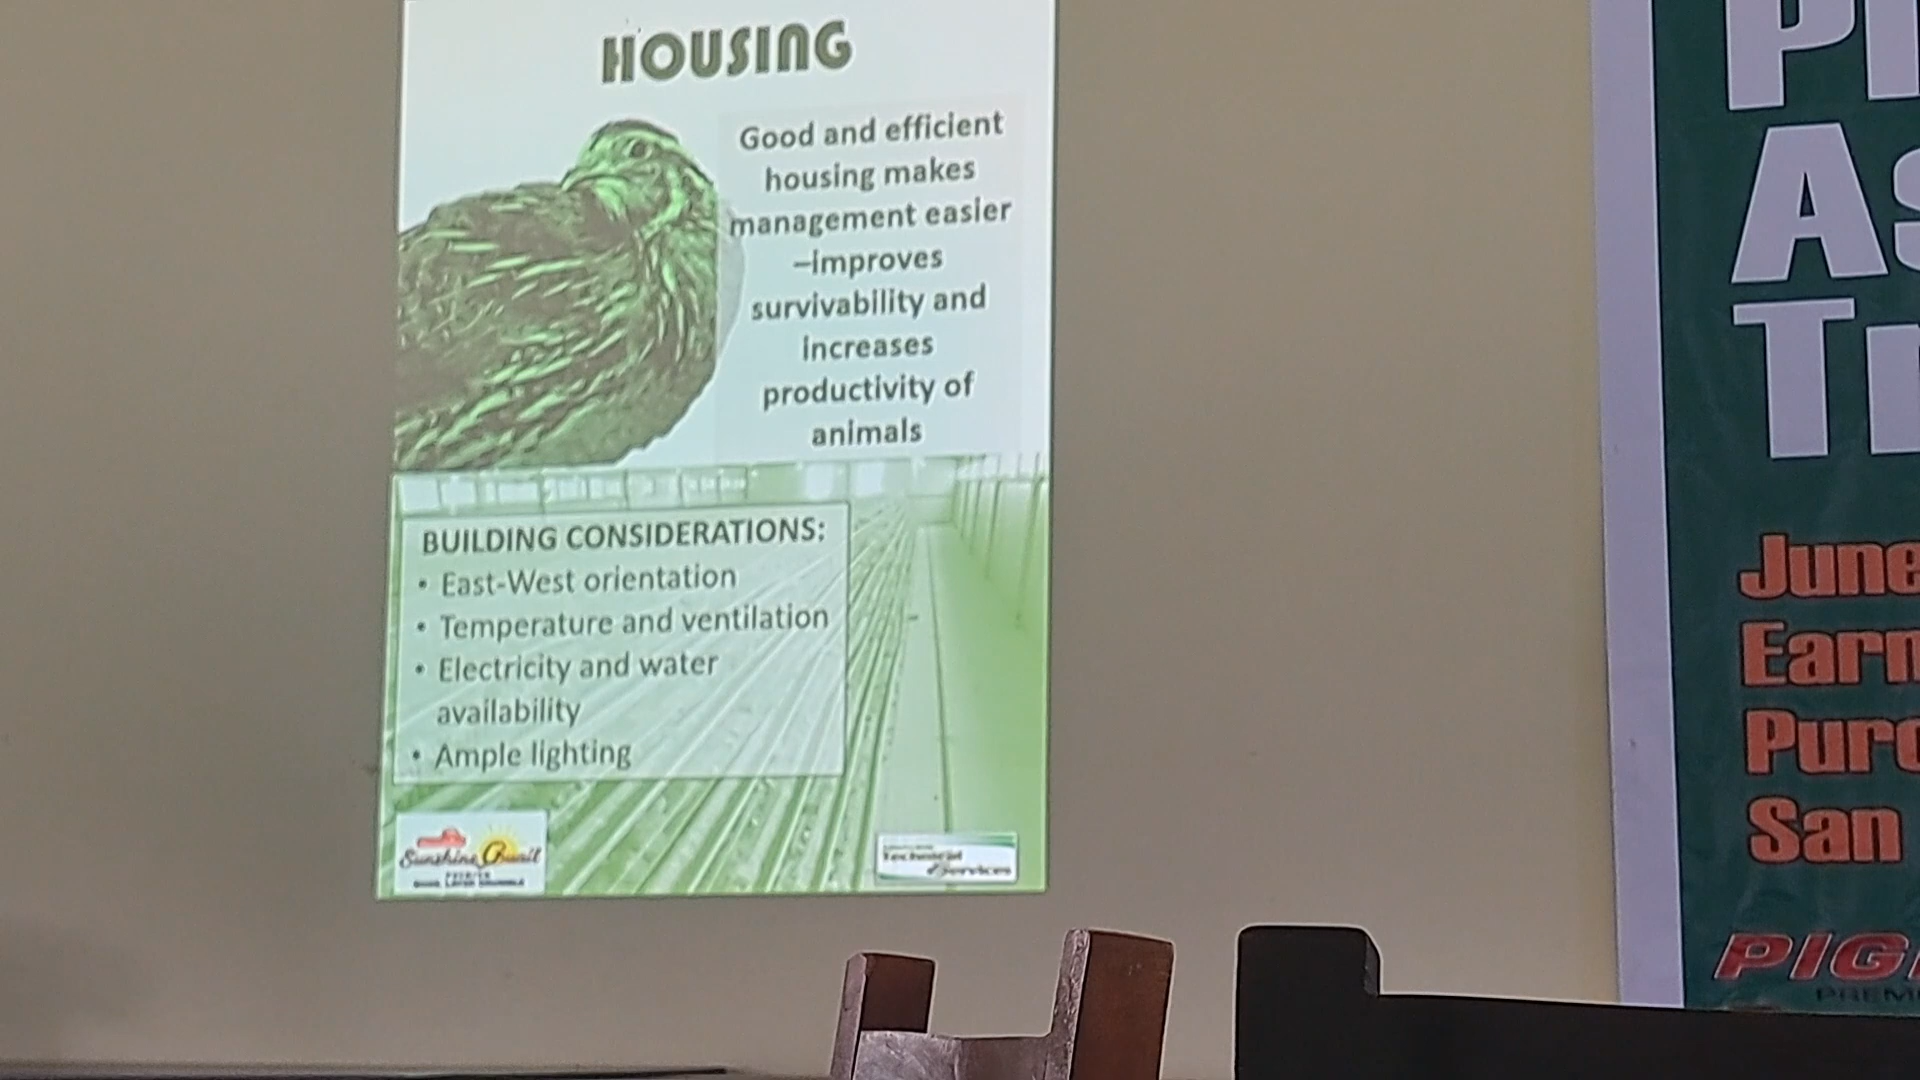 HOUSING
Good and efficient
housing makes
management easier
–improves
survivability and
increases
productivity of
animals
BUILDING CONSIDERATIONS:
• East-West orientation
• Temperature and ventilation
• Electricity and water
availability
• Ample lighting
Sunshine Quail
Technical
Services
June
San